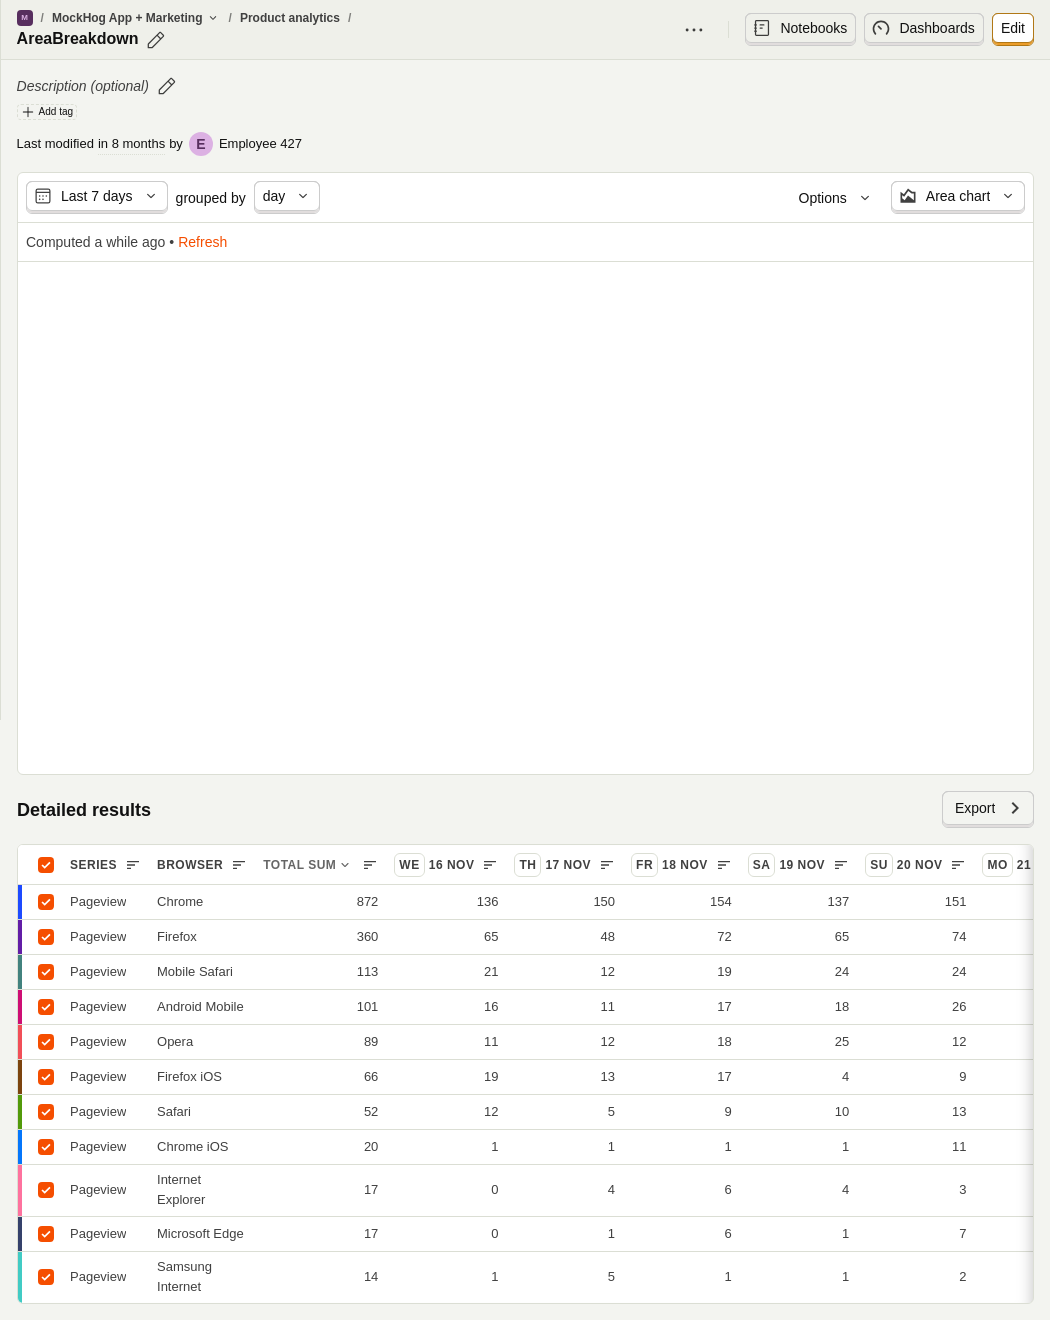 M / MockHog App + Marketing / Product analytics /
AreaBreakdown
Notebooks
Dashboards
Edit
Description (optional)
Add tag
Last modified in 8 months by E Employee 427
Last 7 days grouped by day Options Area chart
Computed a while ago • Refresh
Detailed results
Export
SERIES BROWSER TOTAL SUM WE 16 NOV TH 17 NOV FR 18 NOV SA 19 NOV SU 20 NOV MO 21
Pageview Chrome 872 136 150 154 137 151
Pageview Firefox 360 65 48 72 65 74
Pageview Mobile Safari 113 21 12 19 24 24
Pageview Android Mobile 101 16 11 17 18 26
Pageview Opera 89 11 12 18 25 12
Pageview Firefox iOS 66 19 13 17 4 9
Pageview Safari 52 12 5 9 10 13
Pageview Chrome iOS 20 1 1 1 1 11
Internet
Pageview 17 0 4 6 4 3
Explorer
Pageview Microsoft Edge 17 0 1 6 1 7
Samsung
Pageview 14 1 5 1 1 2
Internet